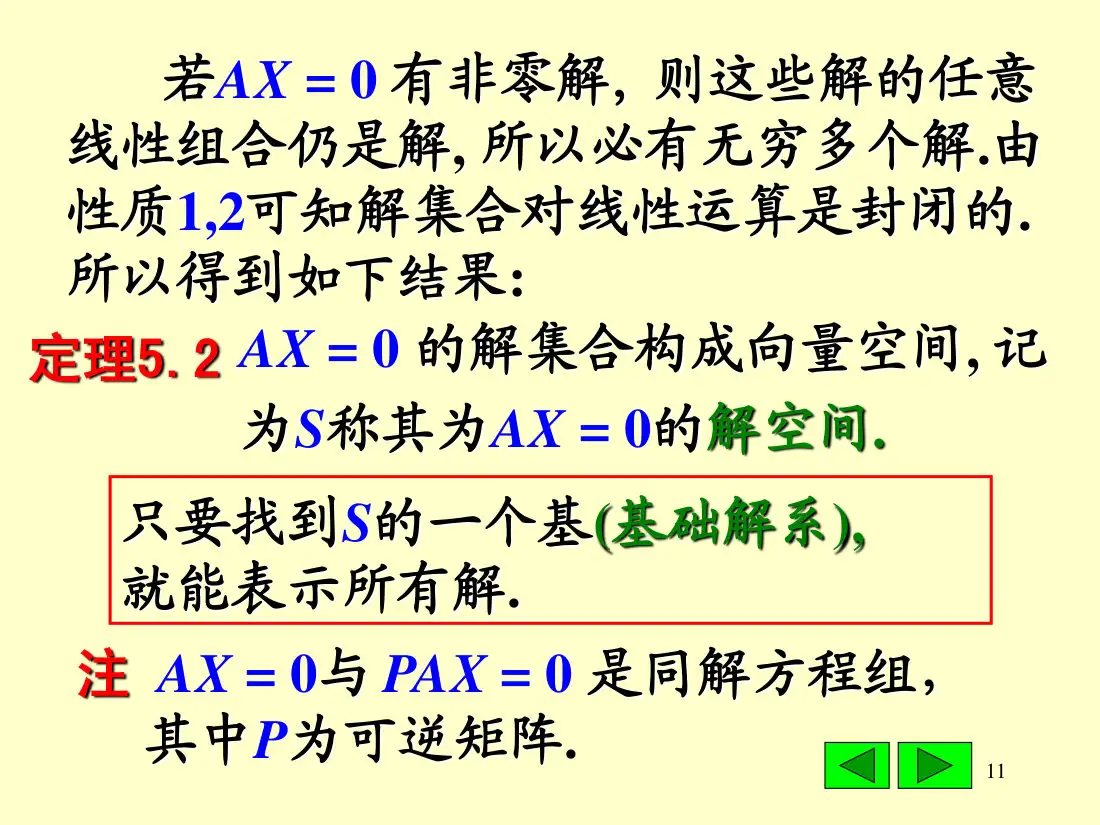 若AX = 0 有非零解, 则这些解的任意
线性组合仍是解, 所以必有无穷多个解.由
性质1,2可知解集合对线性运算是封闭的.
所以得到如下结果:
定理5.2 AX = 0 的解集合构成向量空间, 记
为S称其为AX = 0的解空间.
只要找到S的一个基(基础解系),
就能表示所有解.
注 AX = 0与 PAX = 0 是同解方程组,
其中P为可逆矩阵.
11